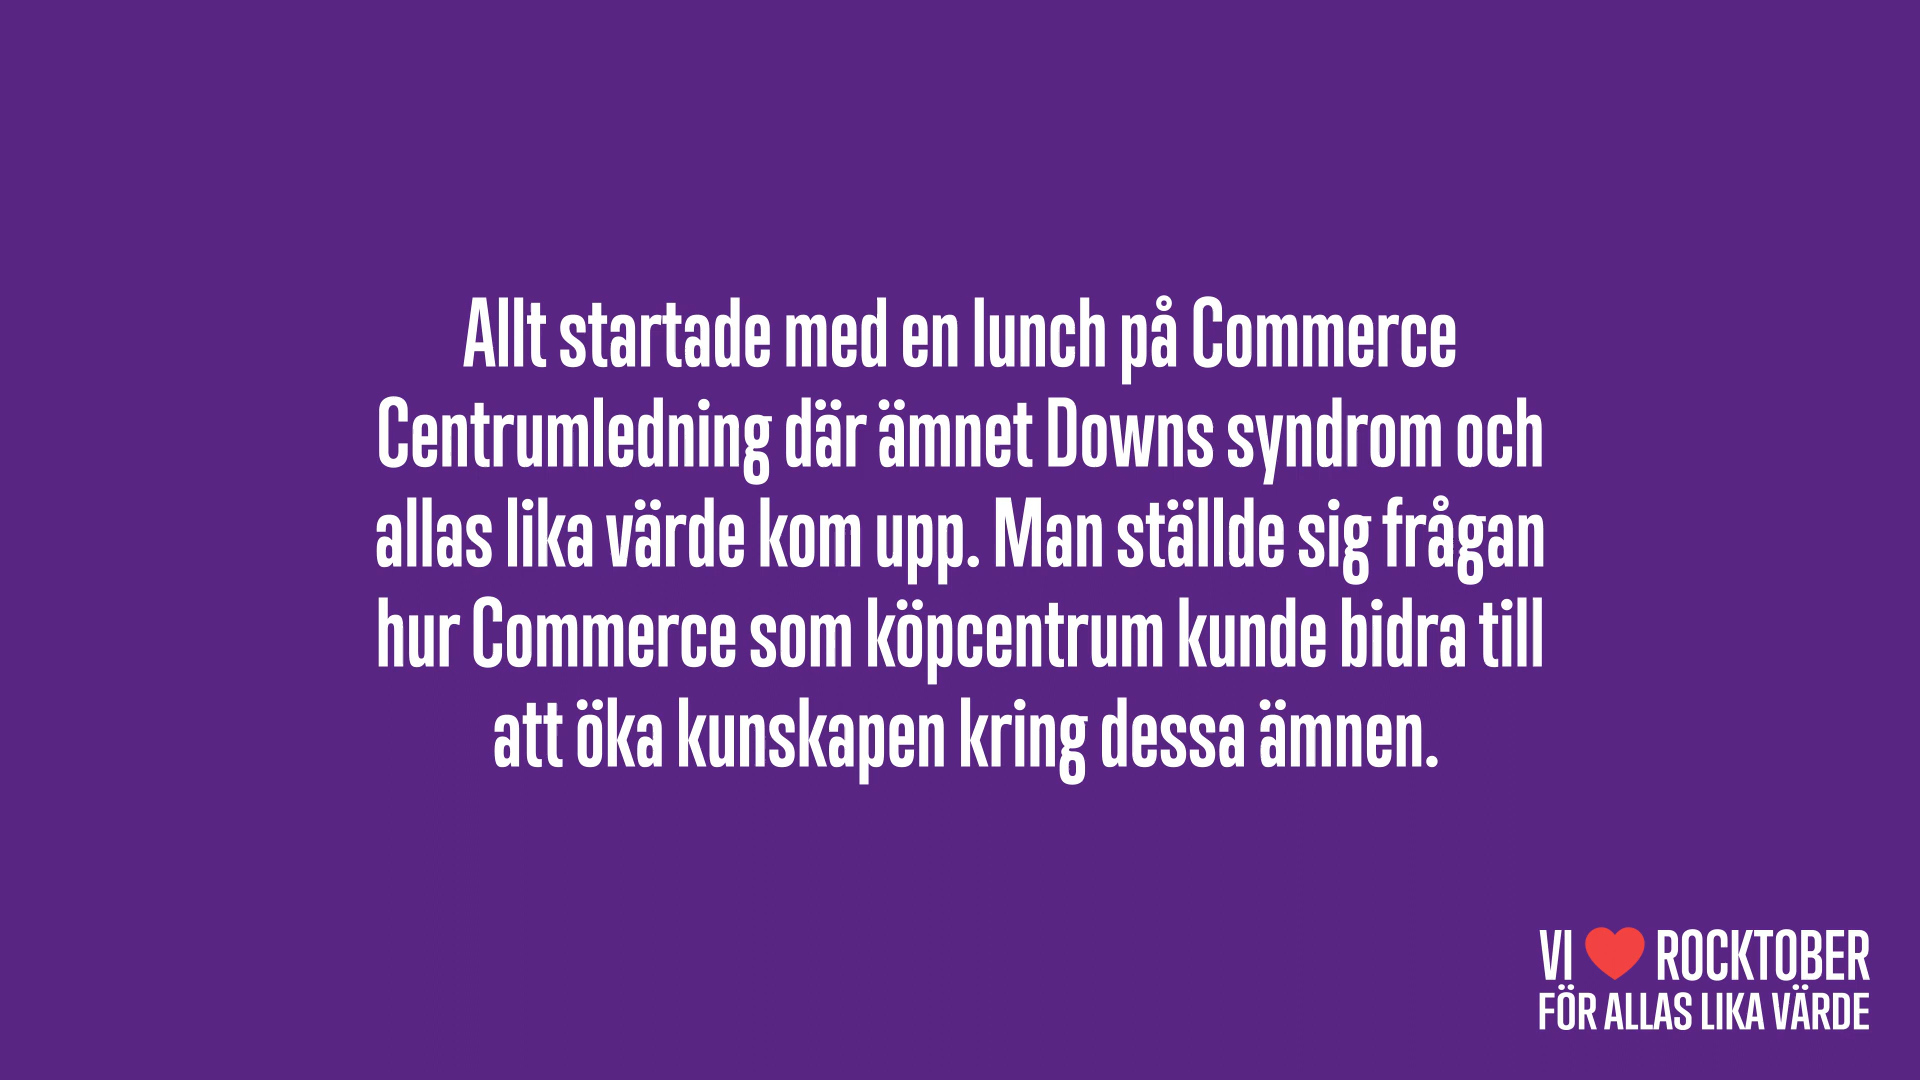 Allt startade med en lunch på Commerce
Centrumledning där ämnet Downs syndrom och
allas lika värde kom upp. Man ställde sig frågan
hur Commerce som köpcentrum kunde bidra till
att öka kunskapen kring dessa ämnen.
VI ❤ ROCKTOBER
FÖR ALLAS LIKA VÄRDE